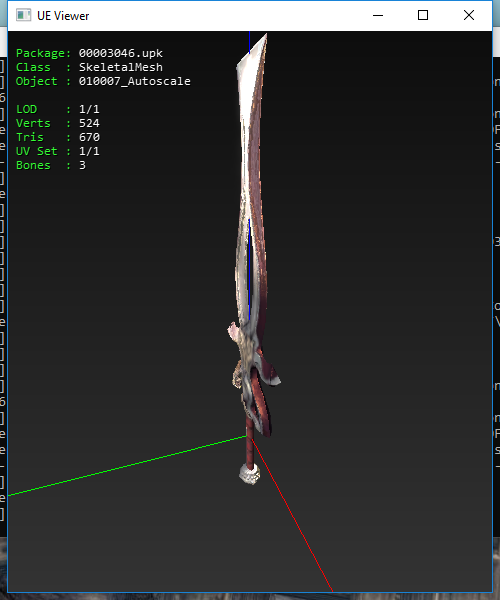 UE Viewer
Package: 00003046.upk
Class : SkeletalMesh
Object : 010007_Autoscale
LOD : 1/1
Verts : 524
Tris : 670
UV Set : 1/1
Bones : 3